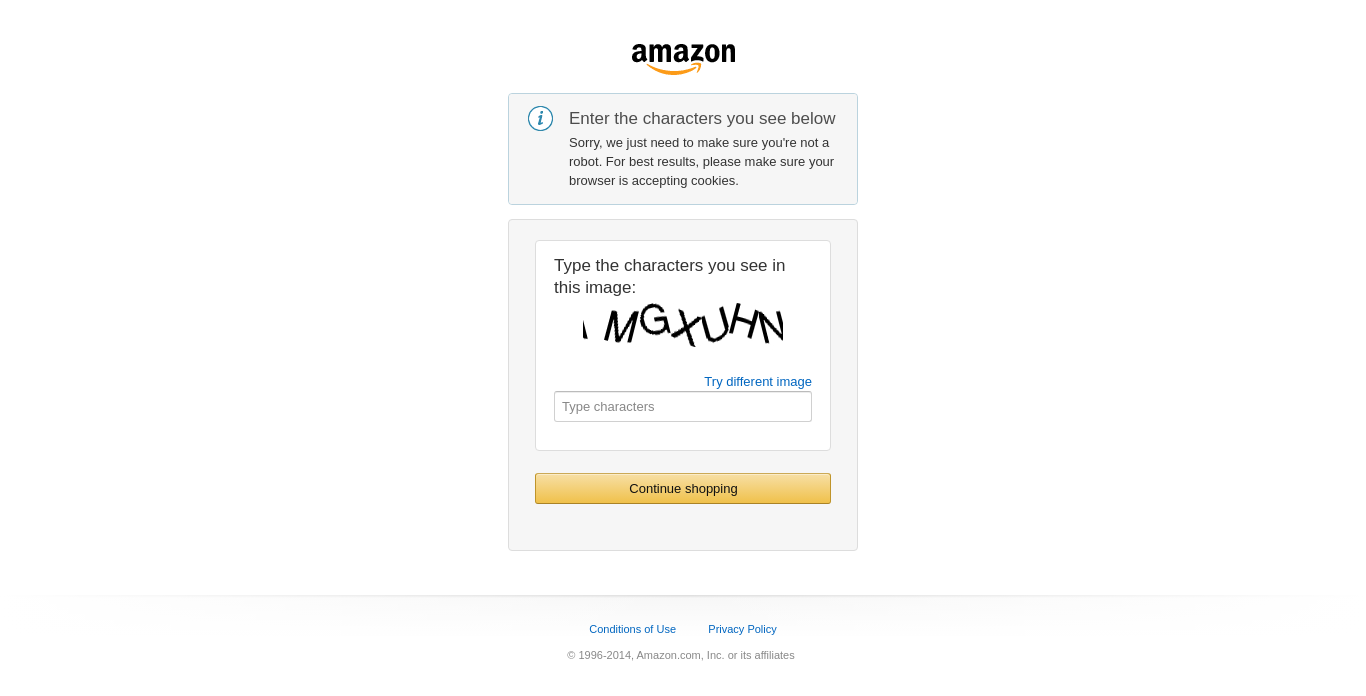 amazon
Enter the characters you see below
Sorry, we just need to make sure you're not a
robot. For best results, please make sure your
browser is accepting cookies.
Type the characters you see in
this image:
MGXUHN
Try different image
Type characters
Continue shopping
Conditions of Use Privacy Policy
© 1996-2014, Amazon.com, Inc. or its affiliates